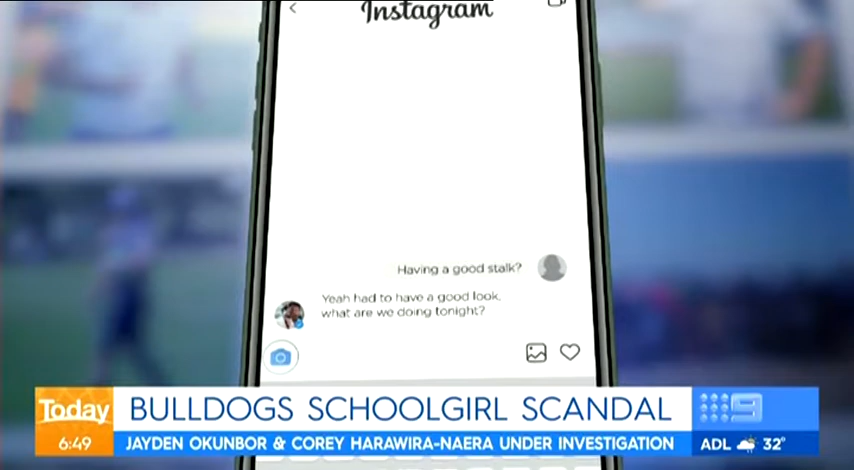 Instagram
Having a good stalk?
Yeah had to have a good look,
what are we doing tonight?
Today
BULLDOGS SCHOOLGIRL SCANDAL
9
6:49
JAYDEN OKUNBOR & COREY HARAWIRA-NAERA UNDER INVESTIGATION
ADL 32°